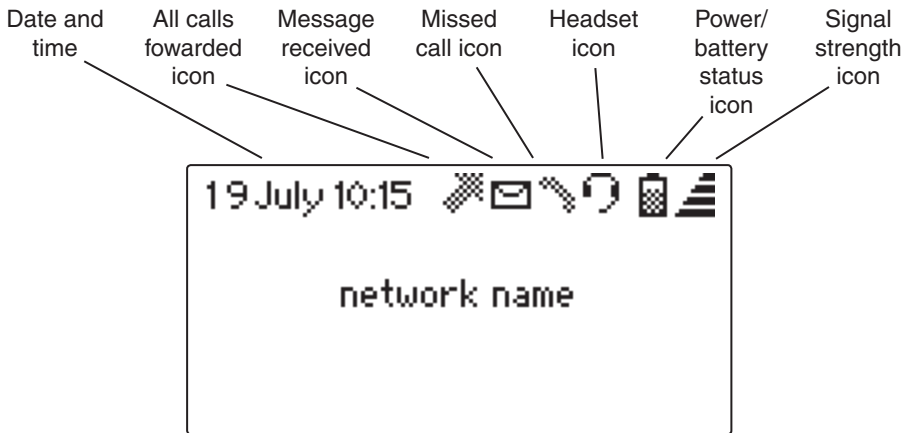 Date and
time
All calls
fowarded
icon
Message
received
icon
Missed
call icon
Headset
icon
Power/
battery
status
icon
Signal
strength
icon
19 July 10:15
network name